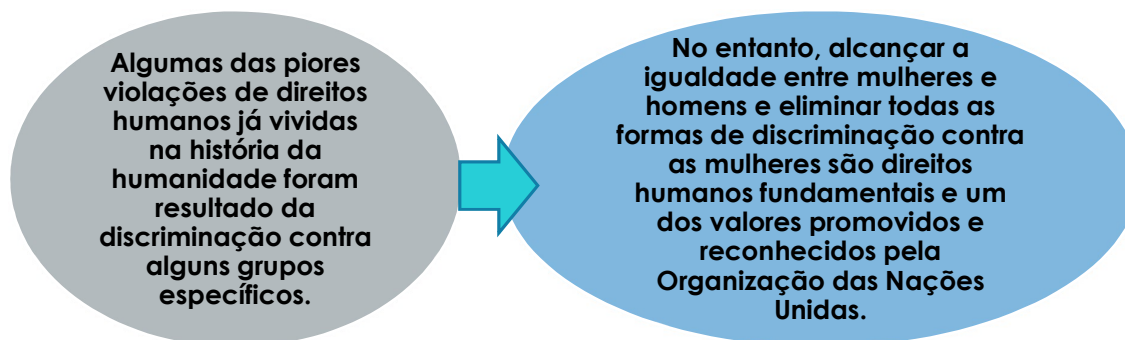 Algumas das piores
violações de direitos
humanos já vividas
na história da
humanidade foram
resultado da
discriminação contra
alguns grupos
específicos.
No entanto, alcançar a
igualdade entre mulheres e
homens e eliminar todas as
formas de discriminação contra
as mulheres são direitos
humanos fundamentais e um
dos valores promovidos e
reconhecidos pela
Organização das Nações
Unidas.